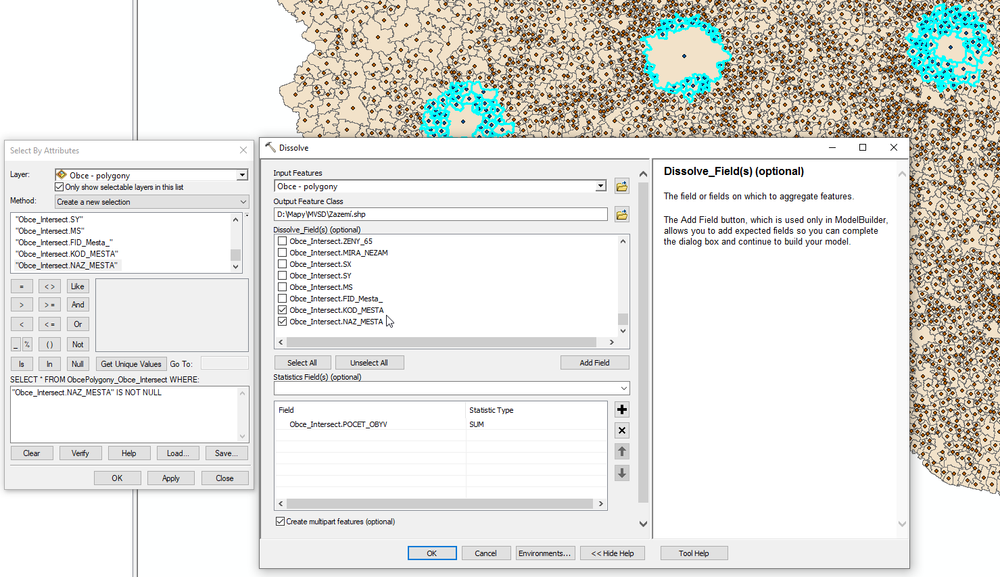 Select By Attributes
Layer:
Obce - polygony
Only show selectable layers in this list
Method:
Create a new selection
"Obce_Intersect.SY"
"Obce_Intersect.MS"
"Obce_Intersect.FID_Mesta_"
"Obce_Intersect.KOD_MESTA"
"Obce_Intersect.NAZ_MESTA"
= < > Like
> > = And
< < = Or
_ % ( ) Not
Is In Null Get Unique Values Go To:
SELECT * FROM ObcePolygony_Obce_Intersect WHERE:
"Obce_Intersect.NAZ_MESTA" IS NOT NULL
Clear Verify Help Load... Save...
OK Apply Close
Dissolve
Input Features
Obce - polygony
Output Feature Class
D:\Mapy\MVSD\Zazemí.shp
Dissolve_Field(s) (optional)
Obce_Intersect.ZENY_65
Obce_Intersect.MIRA_NEZAM
Obce_Intersect.SX
Obce_Intersect.SY
Obce_Intersect.MS
Obce_Intersect.FID_Mesta_
Obce_Intersect.KOD_MESTA
Obce_Intersect.NAZ_MESTA
Select All Unselect All Add Field
Statistics Field(s) (optional)
Field Statistic Type
Obce_Intersect.POCET_OBYV SUM
Create multipart features (optional)
OK Cancel Environments... << Hide Help Tool Help
Dissolve_Field(s) (optional)
The field or fields on which to aggregate features.
The Add Field button, which is used only in ModelBuilder,
allows you to add expected fields so you can complete
the dialog box and continue to build your model.